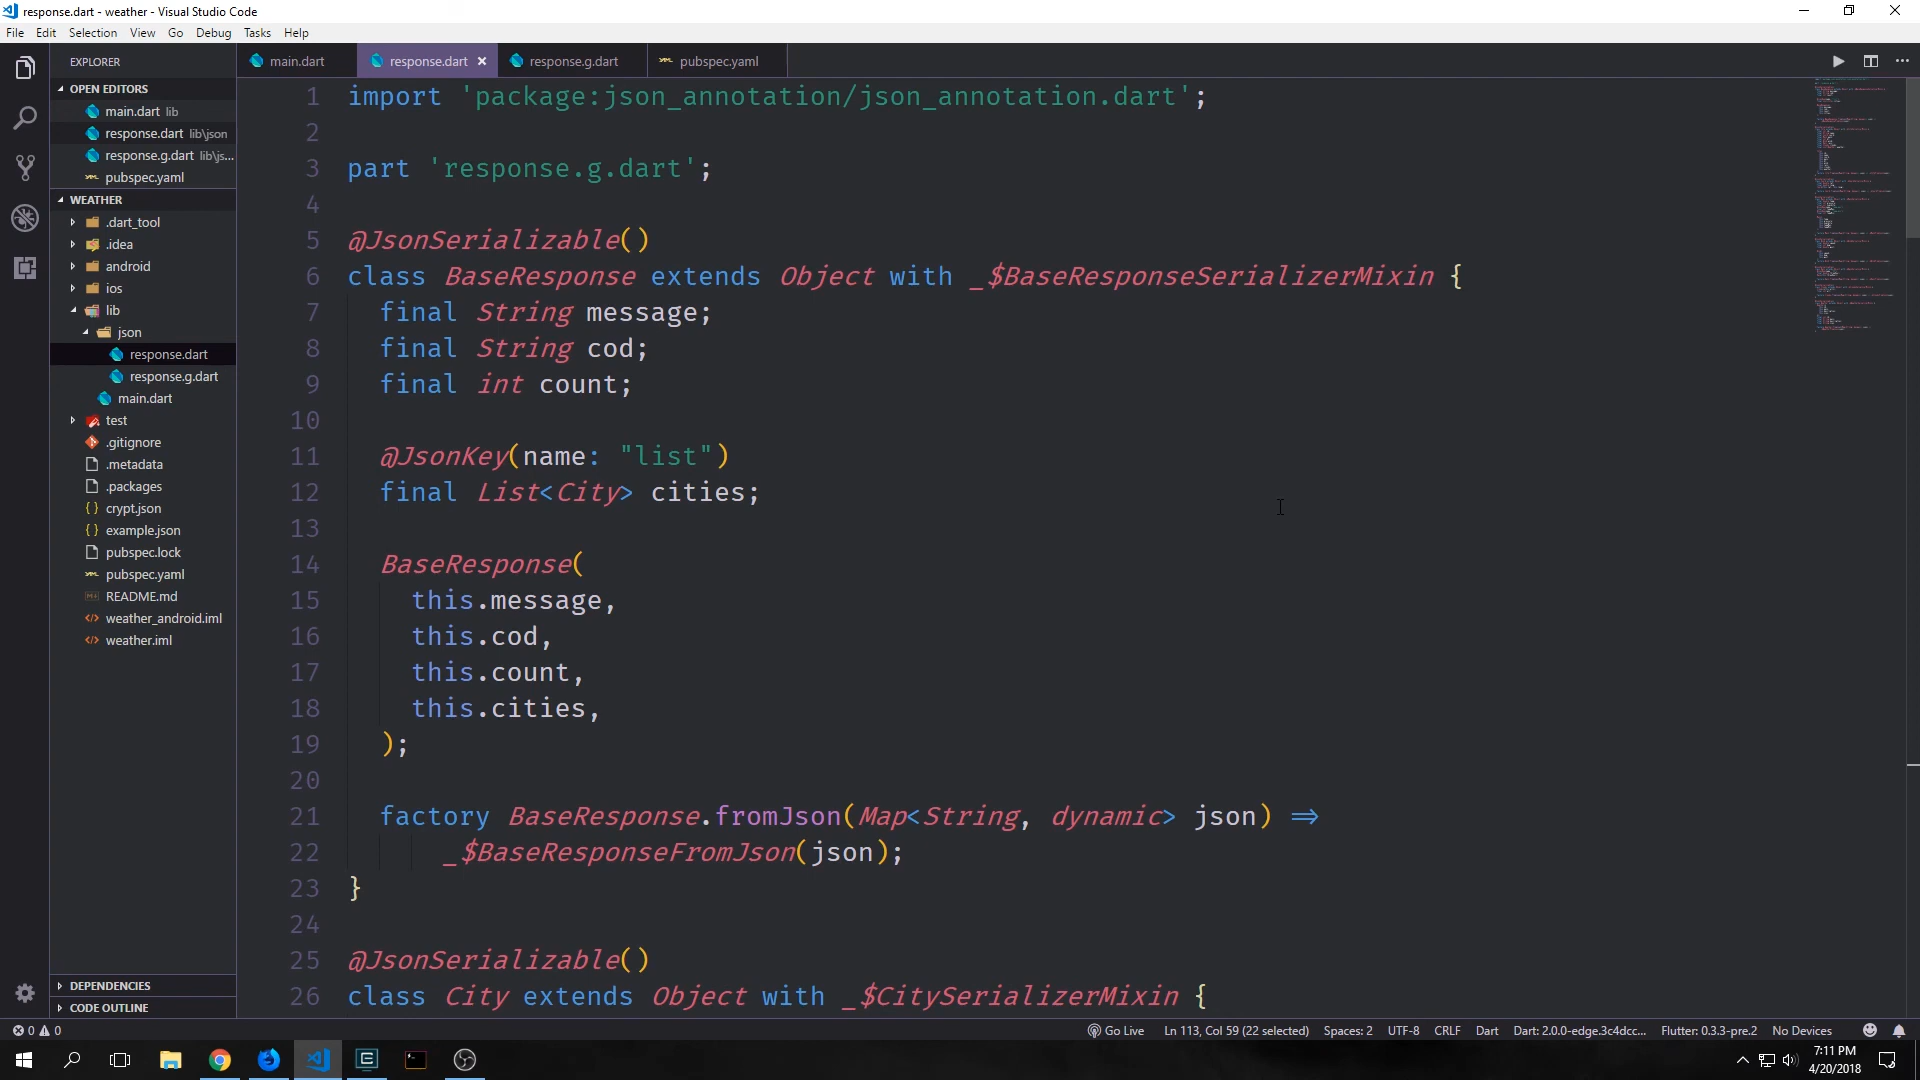 response.dart - weather - Visual Studio Code
File Edit Selection View Go Debug Tasks Help
EXPLORER
OPEN EDITORS
main.dart lib
response.dart lib\json
response.g.dart lib\js...
pubspec.yaml
WEATHER
.dart_tool
.idea
android
ios
lib
json
response.dart
response.g.dart
main.dart
test
.gitignore
.metadata
.packages
crypt.json
example.json
pubspec.lock
pubspec.yaml
README.md
weather_android.iml
weather.iml
DEPENDENCIES
CODE OUTLINE
main.dart response.dart × response.g.dart pubspec.yaml
1 import 'package:json_annotation/json_annotation.dart';
2
3 part 'response.g.dart';
4
5 @JsonSerializable()
6 class BaseResponse extends Object with _$BaseResponseSerializerMixin {
7 final String message;
8 final String cod;
9 final int count;
10
11 @JsonKey(name: "list")
12 final List<City> cities;
13
14 BaseResponse(
15 this.message,
16 this.cod,
17 this.count,
18 this.cities,
19 );
20
21 factory BaseResponse.fromJson(Map<String, dynamic> json) =>
22 _$BaseResponseFromJson(json);
23 }
24
25 @JsonSerializable()
26 class City extends Object with _$CitySerializerMixin {
0 0 Go Live Ln 113, Col 59 (22 selected) Spaces: 2 UTF-8 CRLF Dart Dart: 2.0.0-edge.3c4dcc... Flutter: 0.3.3-pre.2 No Devices
7:11 PM
4/20/2018